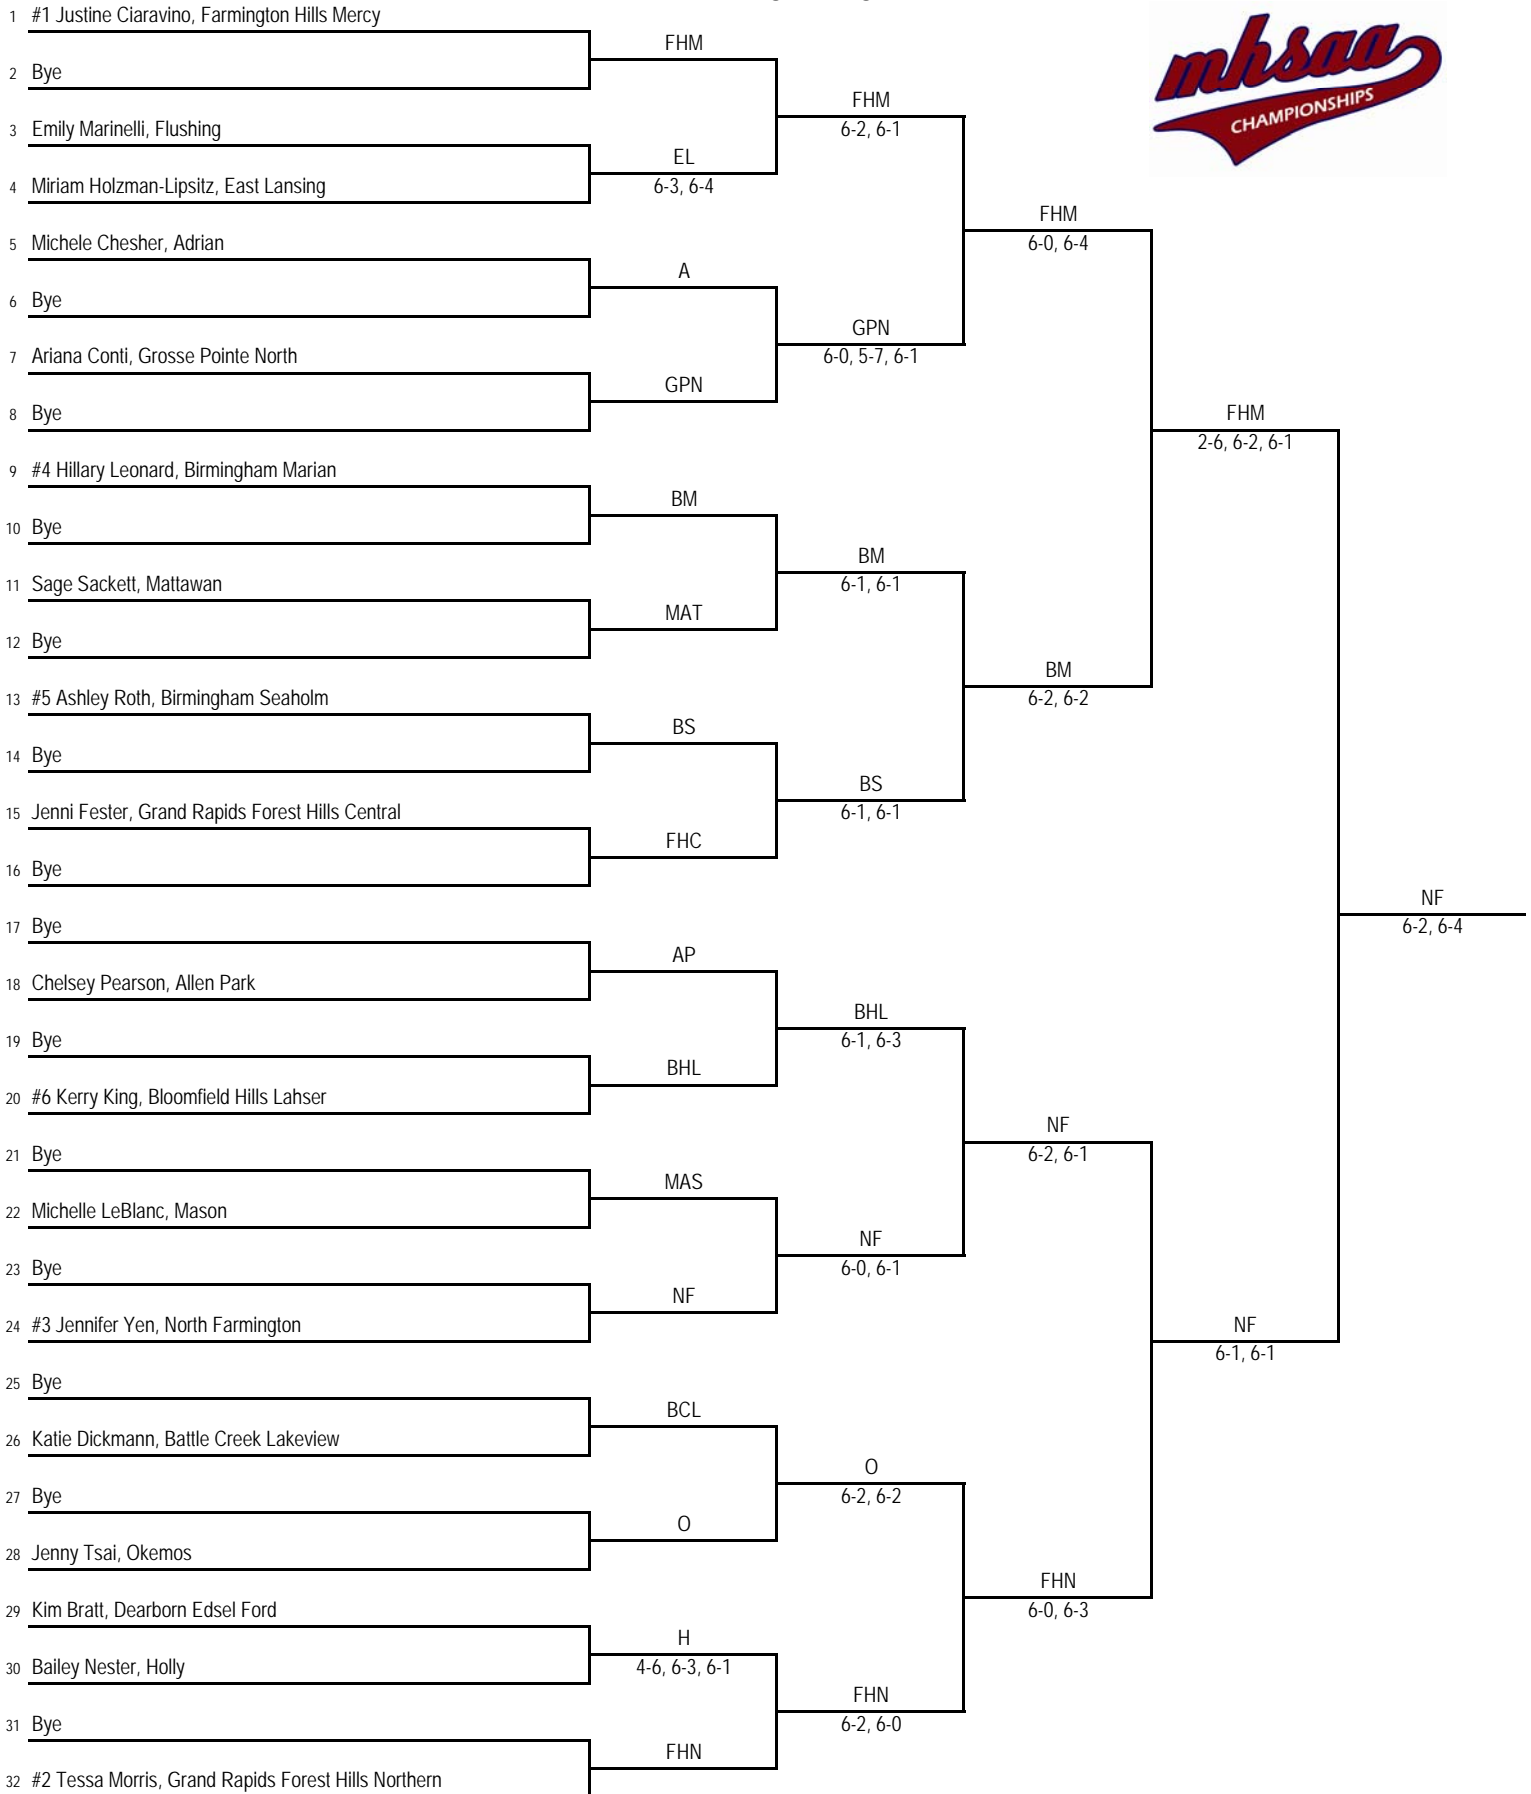 1 #1 Justine Ciaravino, Farmington Hills Mercy
FHM
2 Bye
FHM
6-2, 6-1
3 Emily Marinelli, Flushing
EL
6-3, 6-4
4 Miriam Holzman-Lipsitz, East Lansing
FHM
6-0, 6-4
5 Michele Chesher, Adrian
A
6 Bye
GPN
6-0, 5-7, 6-1
7 Ariana Conti, Grosse Pointe North
GPN
8 Bye
FHM
2-6, 6-2, 6-1
9 #4 Hillary Leonard, Birmingham Marian
BM
10 Bye
BM
6-1, 6-1
11 Sage Sackett, Mattawan
MAT
12 Bye
BM
6-2, 6-2
13 #5 Ashley Roth, Birmingham Seaholm
BS
14 Bye
BS
6-1, 6-1
15 Jenni Fester, Grand Rapids Forest Hills Central
FHC
16 Bye
NF
6-2, 6-4
17 Bye
AP
18 Chelsey Pearson, Allen Park
BHL
6-1, 6-3
19 Bye
BHL
20 #6 Kerry King, Bloomfield Hills Lahser
NF
6-2, 6-1
21 Bye
MAS
22 Michelle LeBlanc, Mason
NF
6-0, 6-1
23 Bye
NF
24 #3 Jennifer Yen, North Farmington
NF
6-1, 6-1
25 Bye
BCL
26 Katie Dickmann, Battle Creek Lakeview
O
6-2, 6-2
27 Bye
O
28 Jenny Tsai, Okemos
FHN
6-0, 6-3
29 Kim Bratt, Dearborn Edsel Ford
H
4-6, 6-3, 6-1
30 Bailey Nester, Holly
FHN
6-2, 6-0
31 Bye
FHN
32 #2 Tessa Morris, Grand Rapids Forest Hills Northern
mhsaa
CHAMPIONSHIPS